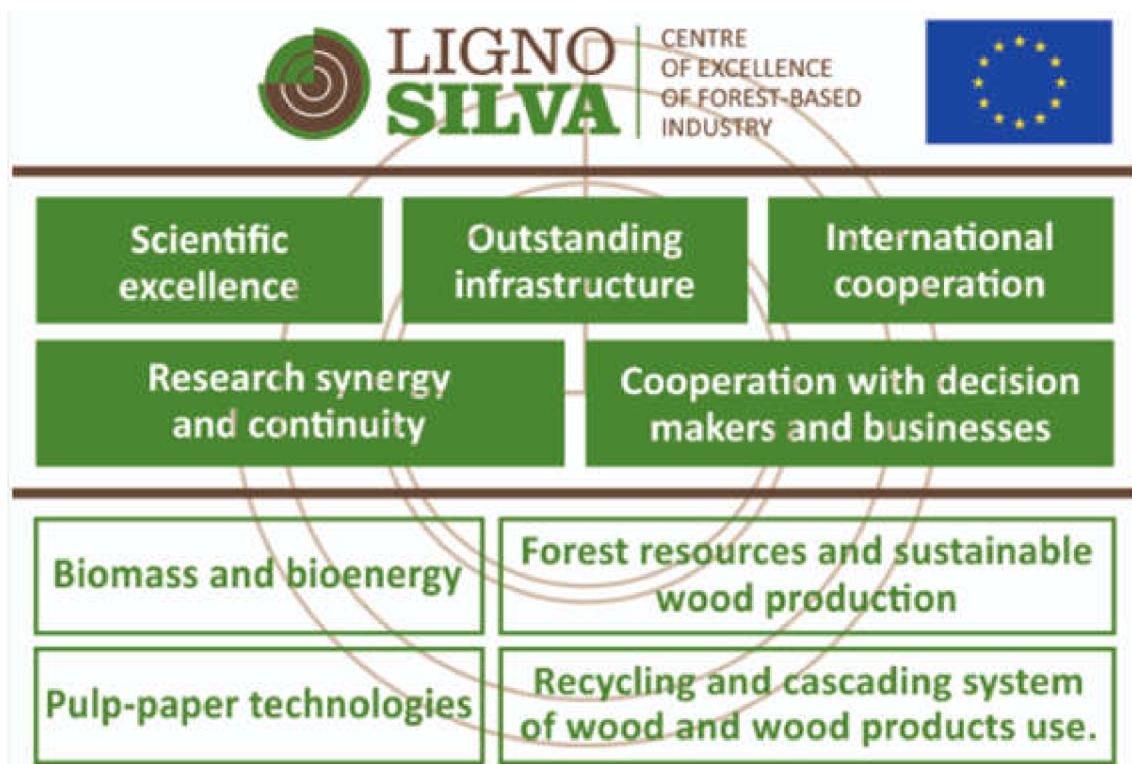 LIGNO
SILVA
CENTRE
OF EXCELLENCE
OF FOREST-BASED
INDUSTRY
Scientific
excellence
Outstanding
infrastructure
International
cooperation
Research synergy
and continuity
Cooperation with decision
makers and businesses
Biomass and bioenergy
Forest resources and sustainable
wood production
Pulp-paper technologies
Recycling and cascading system
of wood and wood products use.